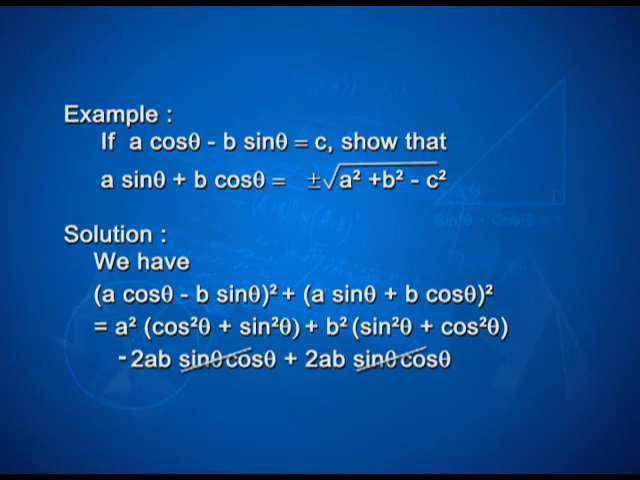 Example :
If a cosθ - b sinθ = c, show that
a sinθ + b cosθ = ±√a² +b² - c²
Solution :
We have
(a cosθ - b sinθ)² + (a sinθ + b cosθ)²
= a² (cos²θ + sin²θ) + b² (sin²θ + cos²θ)
-2ab sinθ cosθ + 2ab sinθ cosθ